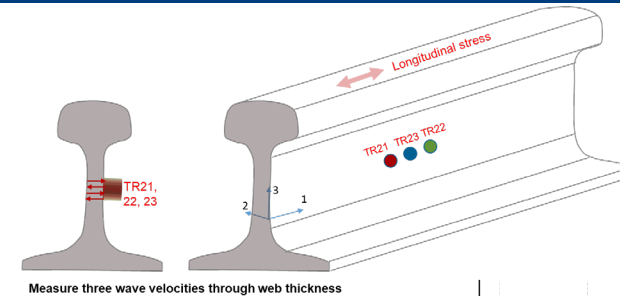 Longitudinal stress
TR21 TR23 TR22
TR21,
22, 23
3
2
1
Measure three wave velocities through web thickness